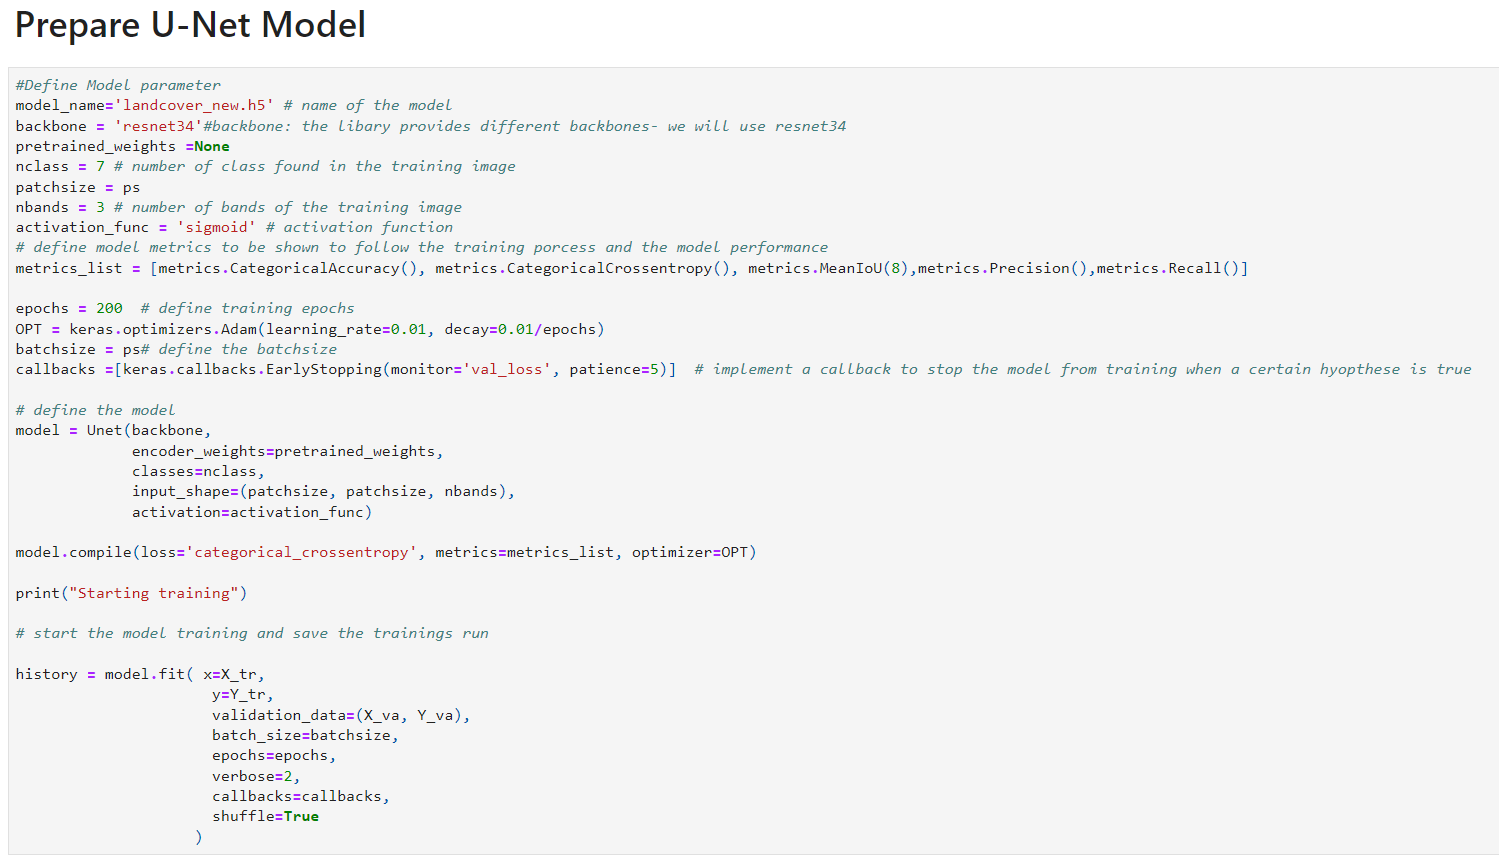 Prepare U-Net Model
#Define Model parameter
model_name='landcover_new.h5' # name of the model
backbone = 'resnet34'#backbone: the libary provides different backbones- we will use resnet34
pretrained_weights =None
nclass = 7 # number of class found in the training image
patchsize = ps
nbands = 3 # number of bands of the training image
activation_func = 'sigmoid' # activation function
# define model metrics to be shown to follow the training porcess and the model performance
metrics_list = [metrics.CategoricalAccuracy(), metrics.CategoricalCrossentropy(), metrics.MeanIoU(8),metrics.Precision(),metrics.Recall()]
epochs = 200  # define training epochs
OPT = keras.optimizers.Adam(learning_rate=0.01, decay=0.01/epochs)
batchsize = ps# define the batchsize
callbacks =[keras.callbacks.EarlyStopping(monitor='val_loss', patience=5)]  # implement a callback to stop the model from training when a certain hyopthese is true
# define the model
model = Unet(backbone,
             encoder_weights=pretrained_weights,
             classes=nclass,
             input_shape=(patchsize, patchsize, nbands),
             activation=activation_func)
model.compile(loss='categorical_crossentropy', metrics=metrics_list, optimizer=OPT)
print("Starting training")
# start the model training and save the trainings run
history = model.fit( x=X_tr,
                      y=Y_tr,
                      validation_data=(X_va, Y_va),
                      batch_size=batchsize,
                      epochs=epochs,
                      verbose=2,
                      callbacks=callbacks,
                      shuffle=True
                    )